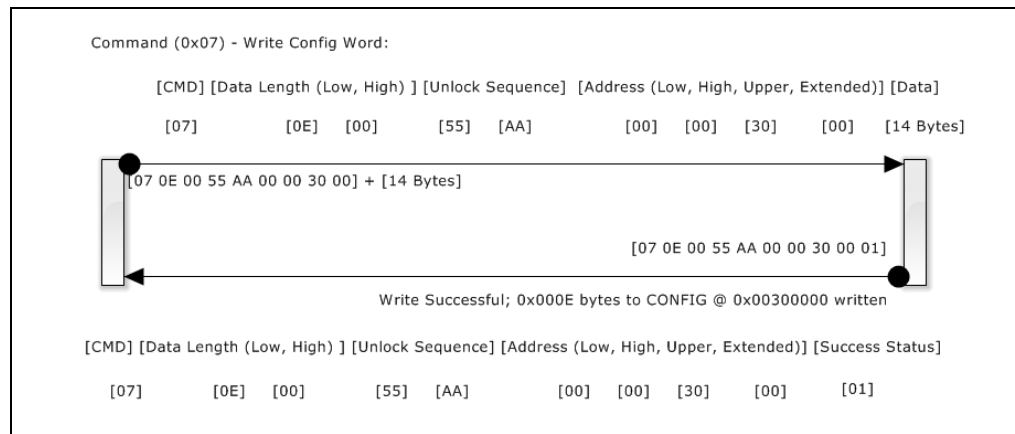 Command (0x07) - Write Config Word:
[CMD] [Data Length (Low, High) ] [Unlock Sequence] [Address (Low, High, Upper, Extended)] [Data]
[07] [0E] [00] [55] [AA] [00] [00] [30] [00] [14 Bytes]
[07 0E 00 55 AA 00 00 30 00] + [14 Bytes]
[07 0E 00 55 AA 00 00 30 00 01]
Write Successful; 0x000E bytes to CONFIG @ 0x00300000 written
[CMD] [Data Length (Low, High) ] [Unlock Sequence] [Address (Low, High, Upper, Extended)] [Success Status]
[07] [0E] [00] [55] [AA] [00] [00] [30] [00] [01]